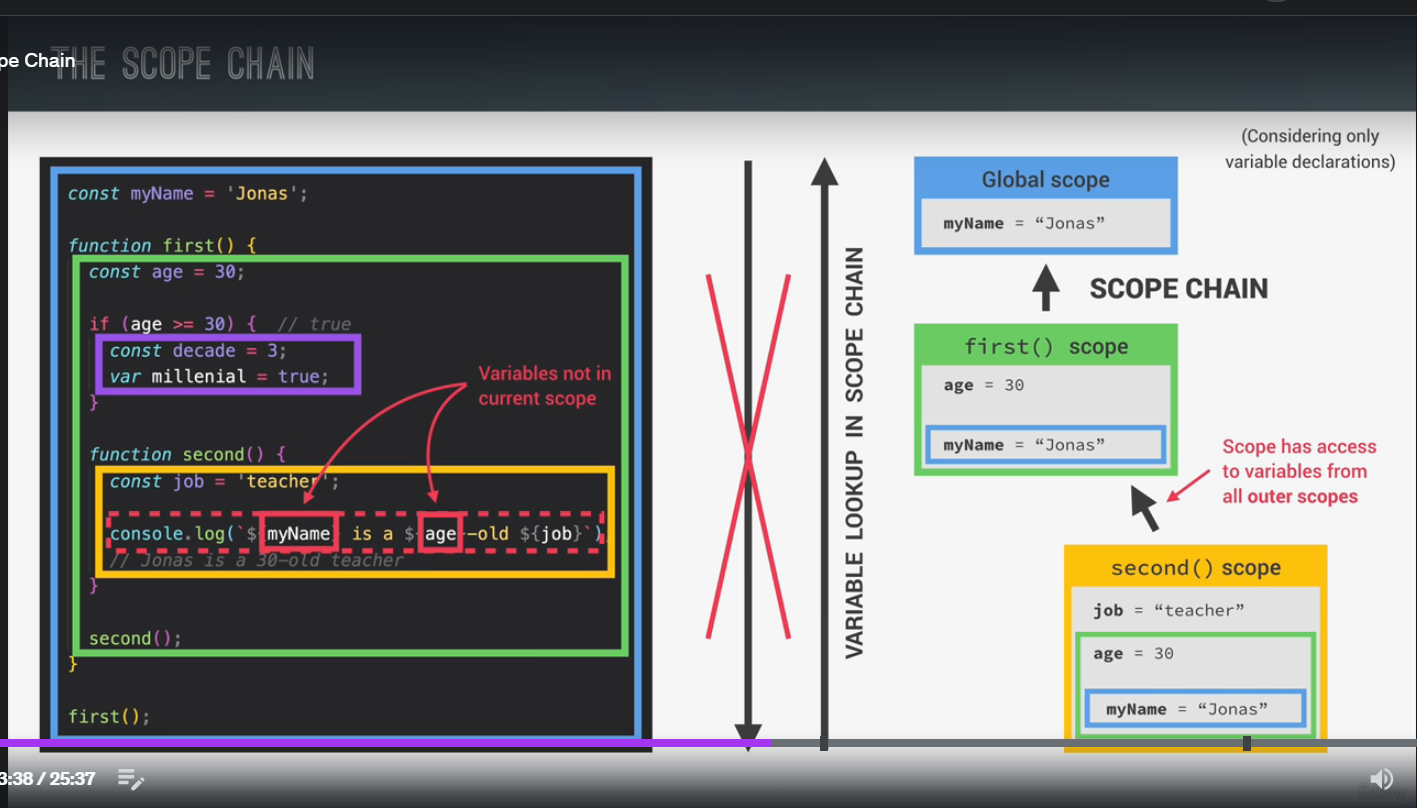 pe Chain
THE SCOPE CHAIN
(Considering only
variable declarations)
const myName = 'Jonas';
function first() {
const age = 30;
if (age >= 30) { // true
const decade = 3;
var millenial = true;
}
function second() {
const job = 'teacher';
console.log(`${myName} is a ${age}-old ${job}`)
// Jonas is a 30-old teacher
}
second();
}
first();
Variables not in
current scope
VARIABLE LOOKUP IN SCOPE CHAIN
Global scope
myName = “Jonas”
SCOPE CHAIN
first() scope
age = 30
myName = “Jonas”
Scope has access
to variables from
all outer scopes
second() scope
job = “teacher”
age = 30
myName = “Jonas”
3:38 / 25:37